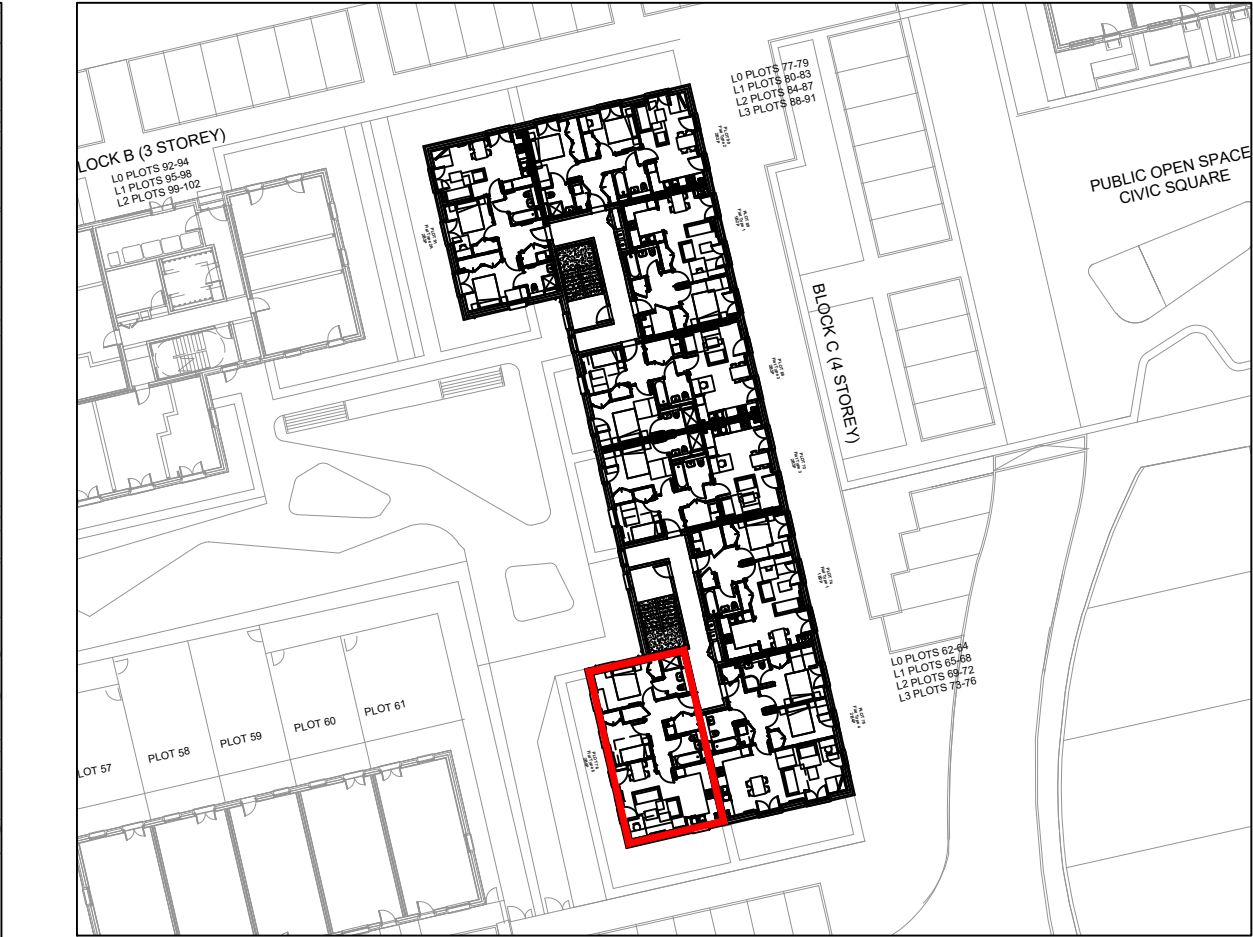 L0 PLOTS 77-79
L1 PLOTS 80-83
L2 PLOTS 84-87
L3 PLOTS 88-91
LOCK B (3 STOREY)
L0 PLOTS 92-94
L1 PLOTS 95-98
L2 PLOTS 99-102
PUBLIC OPEN SPACE
CIVIC SQUARE
BLOCK C (4 STOREY)
L0 PLOTS 62-64
L1 PLOTS 65-68
L2 PLOTS 69-72
L3 PLOTS 73-76
LOT 57
PLOT 58
PLOT 59
PLOT 60
PLOT 61